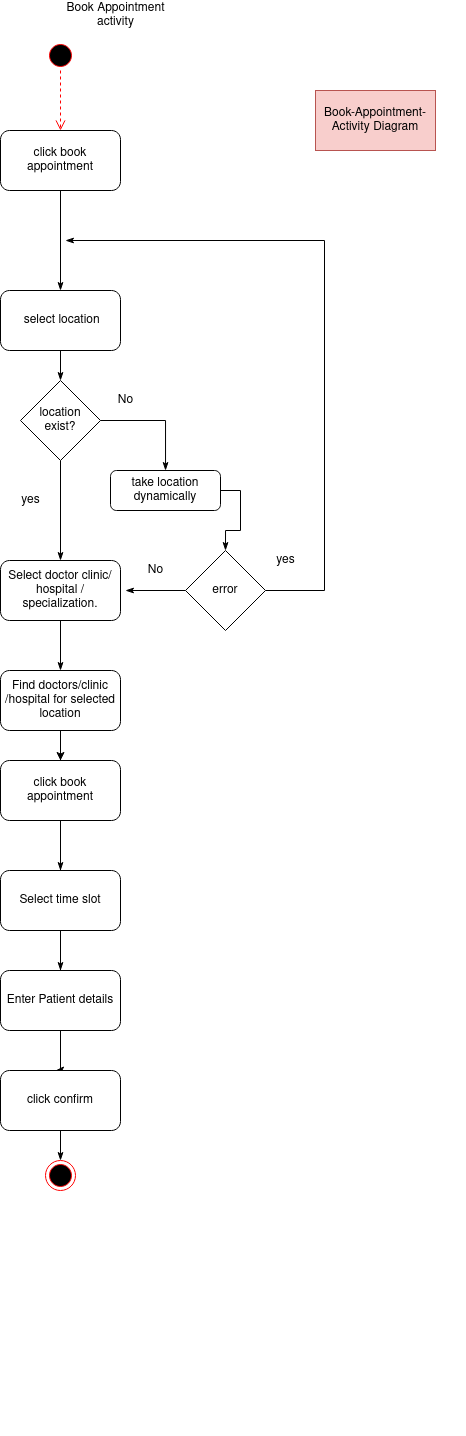 Book Appointment
activity
Book-Appointment-
Activity Diagram
click book
appointment
select location
location
exist?
No
take location
dynamically
yes
error
yes
No
Select doctor clinic/
hospital /
specialization.
Find doctors/clinic
/hospital for selected
location
click book
appointment
Select time slot
Enter Patient details
click confirm